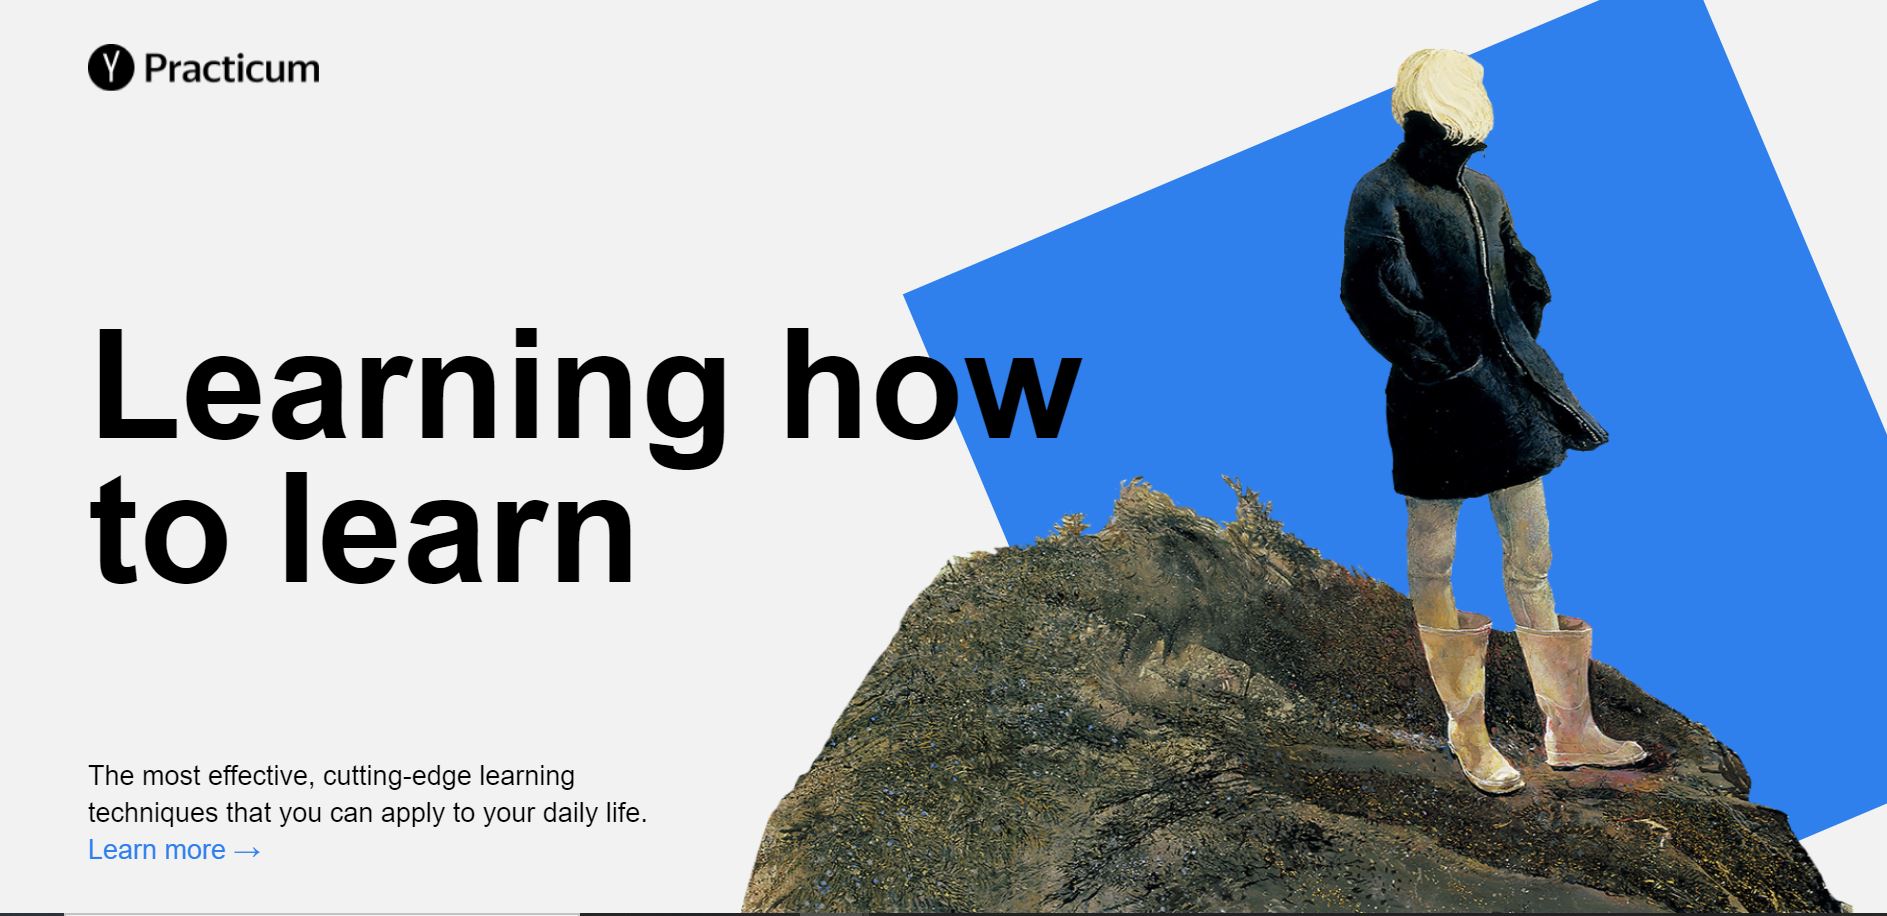 Practicum
Learning how
to learn
The most effective, cutting-edge learning
techniques that you can apply to your daily life.
Learn more →